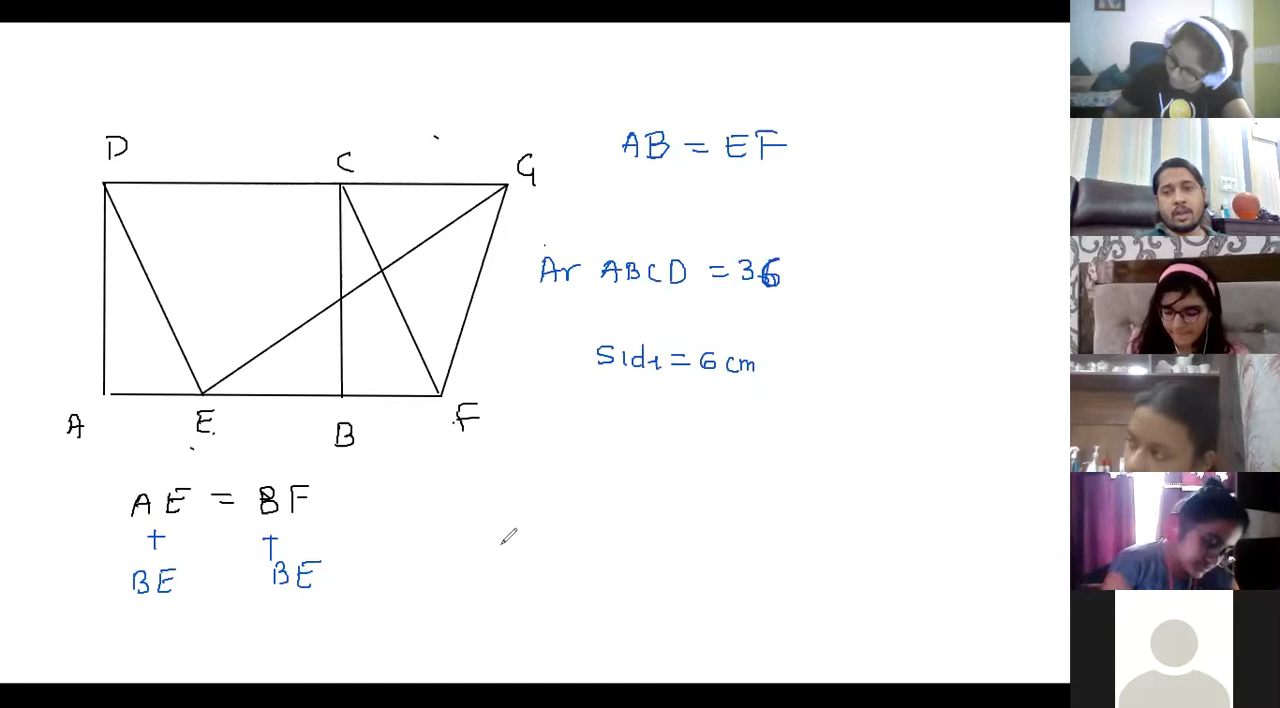 D
C
G
A
E
B
F
AE = BF
+ +
BE BE
AB = EF
Ar ABCD = 36
Side = 6 cm